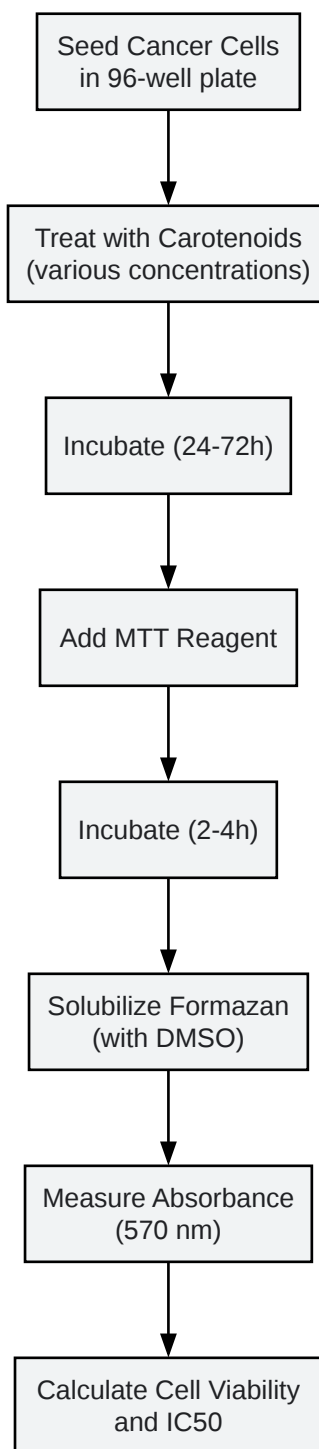 Seed Cancer Cells
in 96-well plate
Treat with Carotenoids
(various concentrations)
Incubate (24-72h)
Add MTT Reagent
Incubate (2-4h)
Solubilize Formazan
(with DMSO)
Measure Absorbance
(570 nm)
Calculate Cell Viability
and IC50